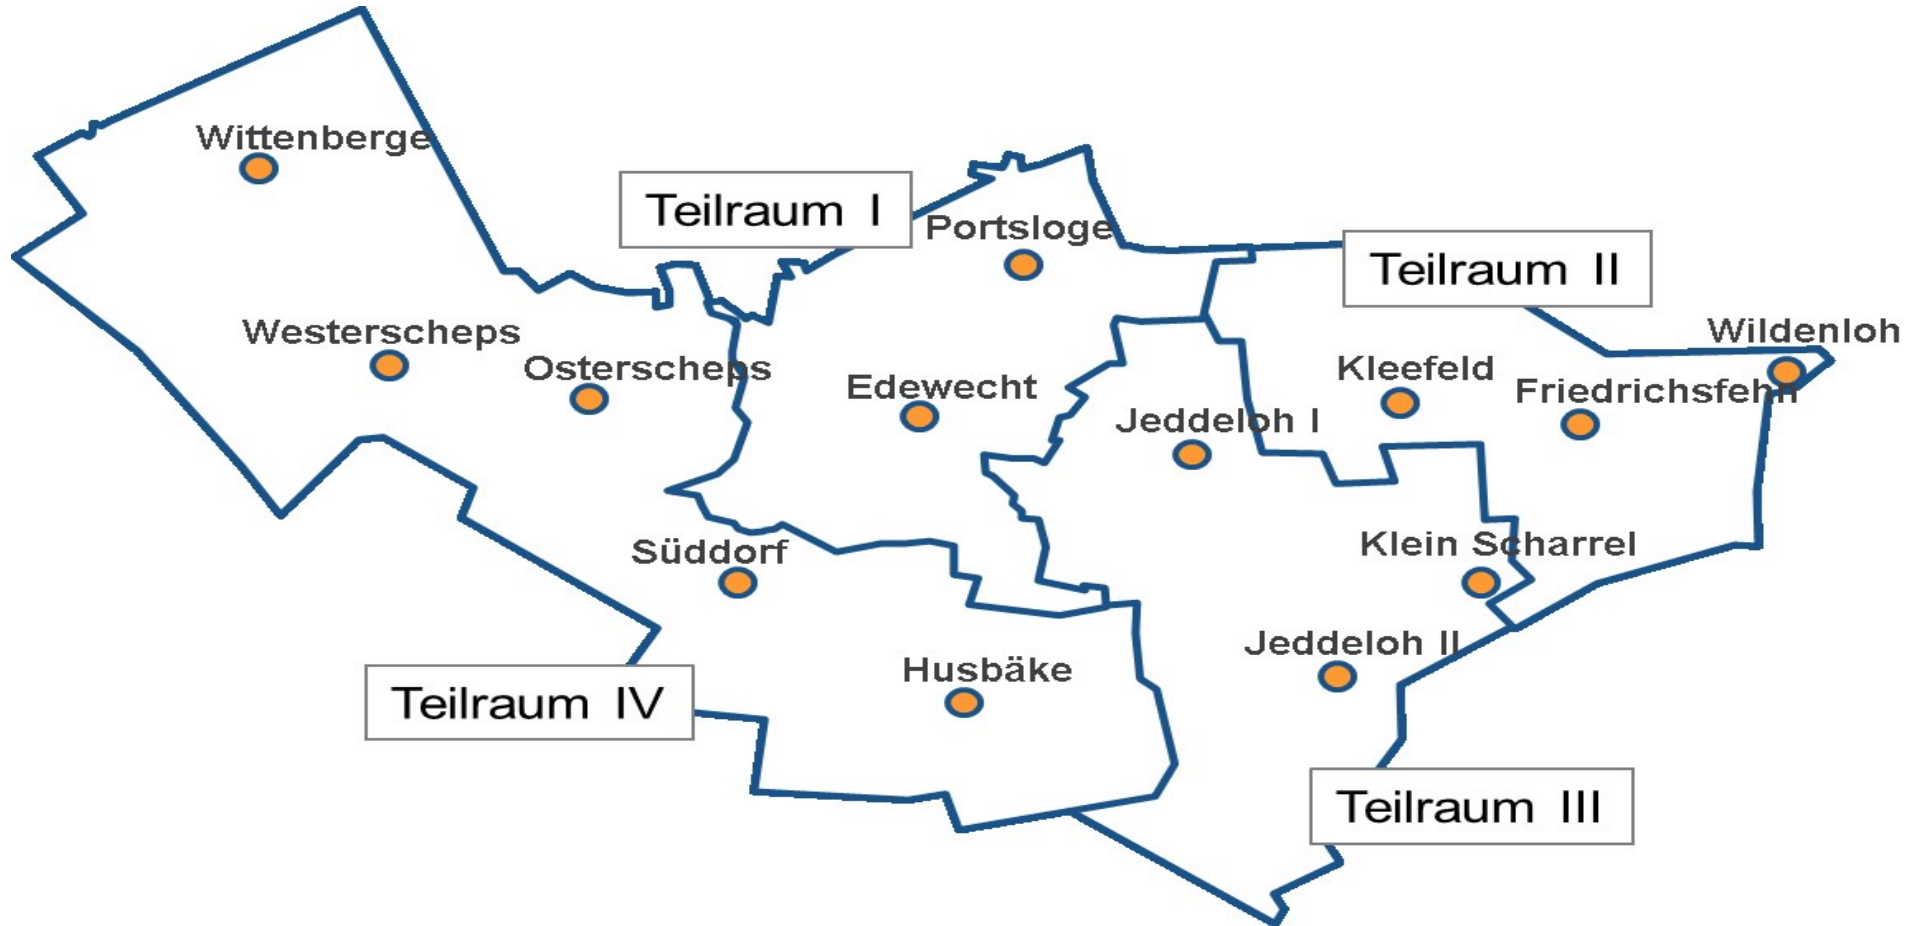 Wittenberge
Teilraum I
Portsloge
Teilraum II
Westerscheps
Osterscheps
Edewecht
Jeddeloh I
Kleefeld
Friedrichsfehn
Wildenloh
Süddorf
Klein Scharrel
Husbäke
Jeddeloh II
Teilraum IV
Teilraum III